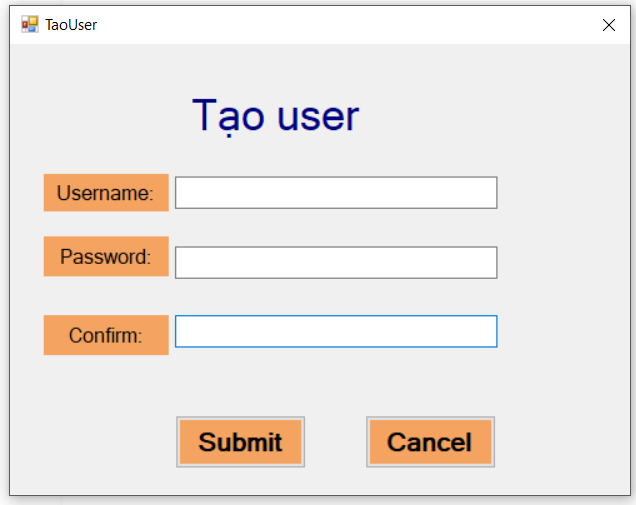 TaoUser
Tạo user
Username:
Password:
Confirm:
Submit
Cancel